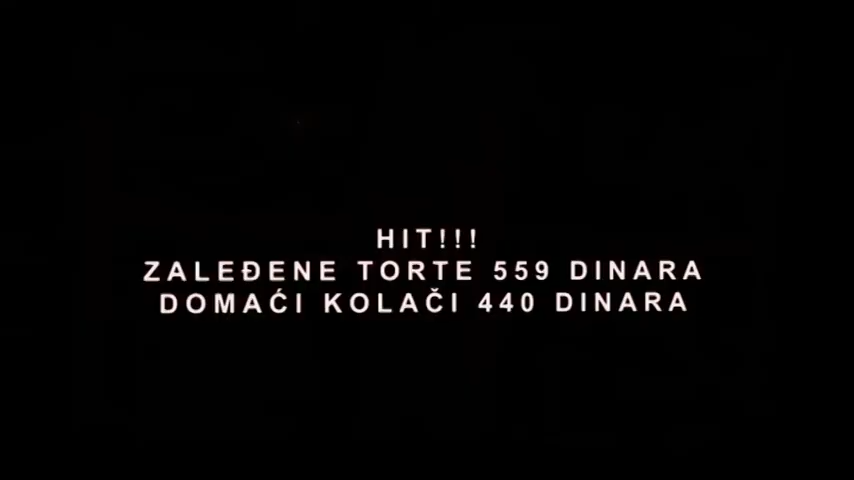 HIT!!!
ZALEĐENE TORTE 559 DINARA
DOMAĆI KOLAČI 440 DINARA